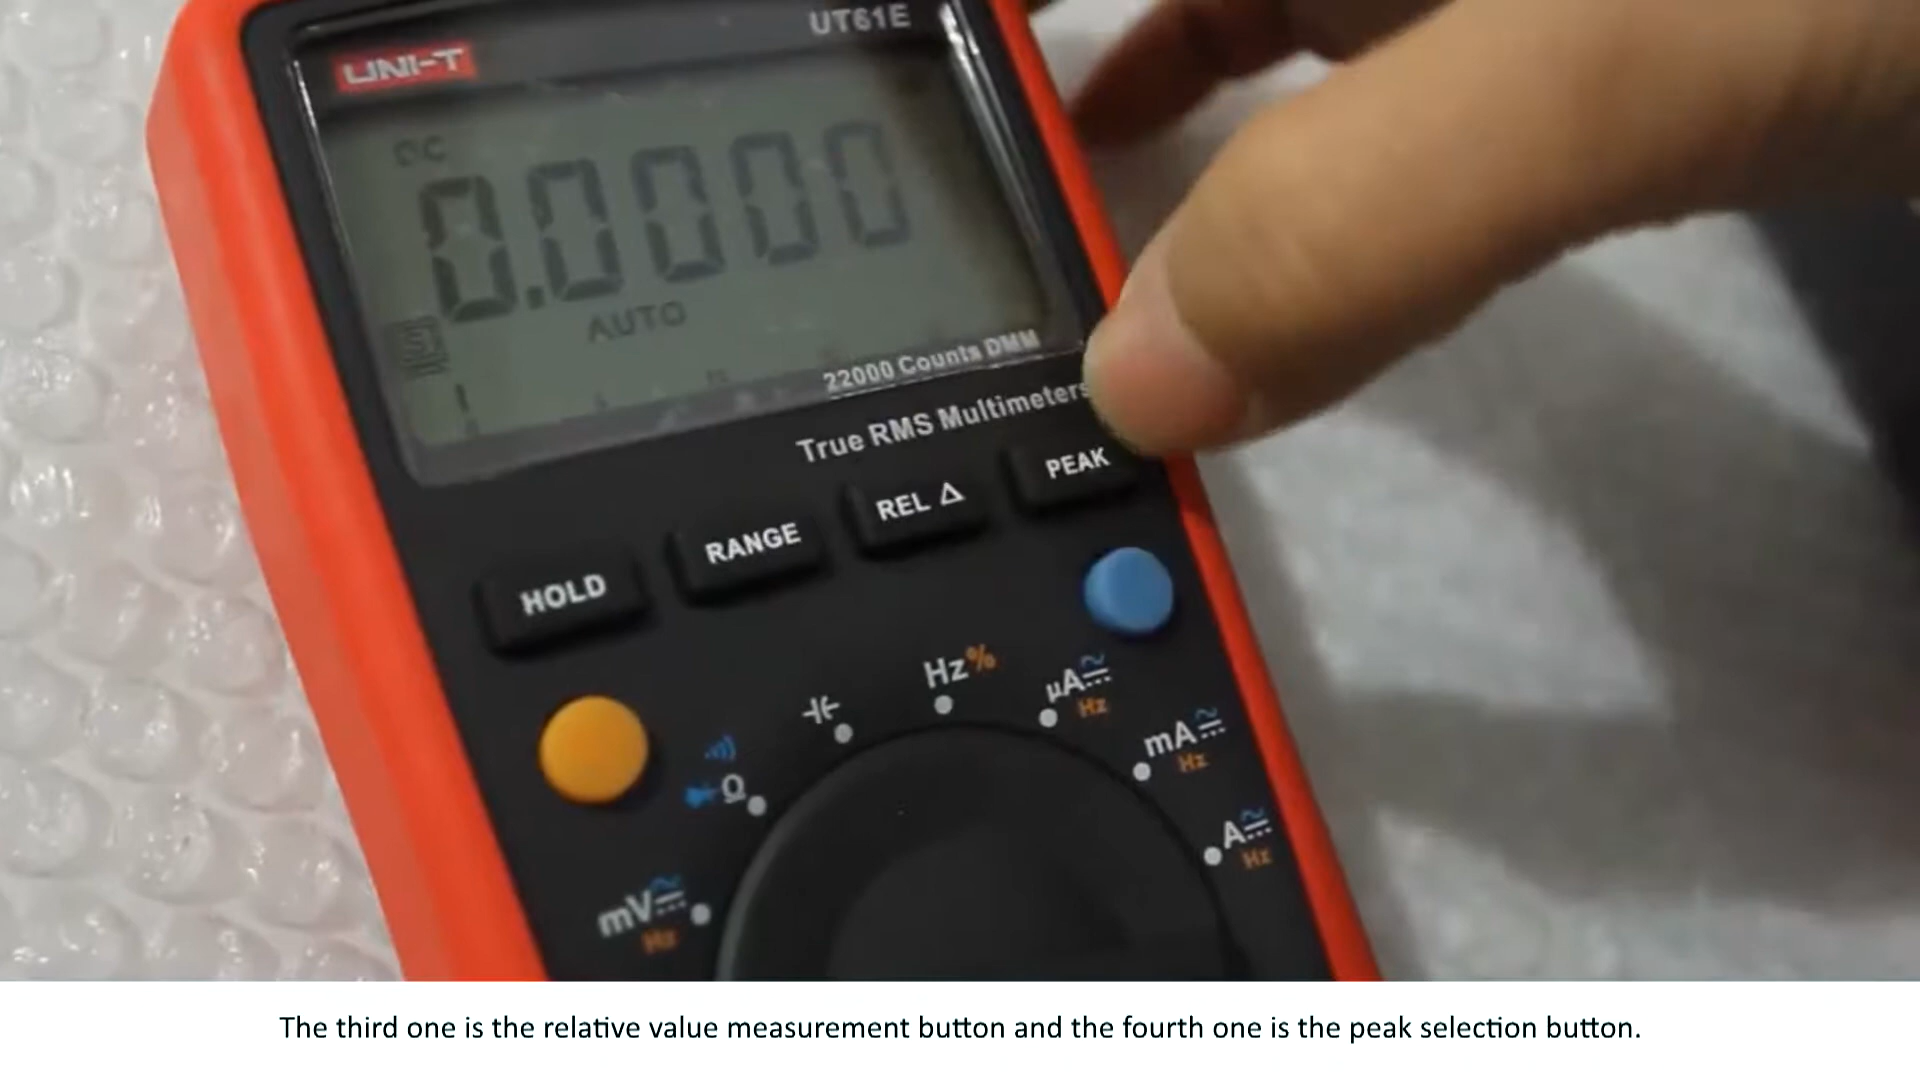 UT61E
UNI-T
DC
0.0000
AUTO
22000 Counts DMM
True RMS Multimeters
HOLD
RANGE
REL Δ
PEAK
Hz%
μA
Hz
mA
Hz
Ω
A
Hz
mV
Hz
The third one is the relative value measurement button and the fourth one is the peak selection button.